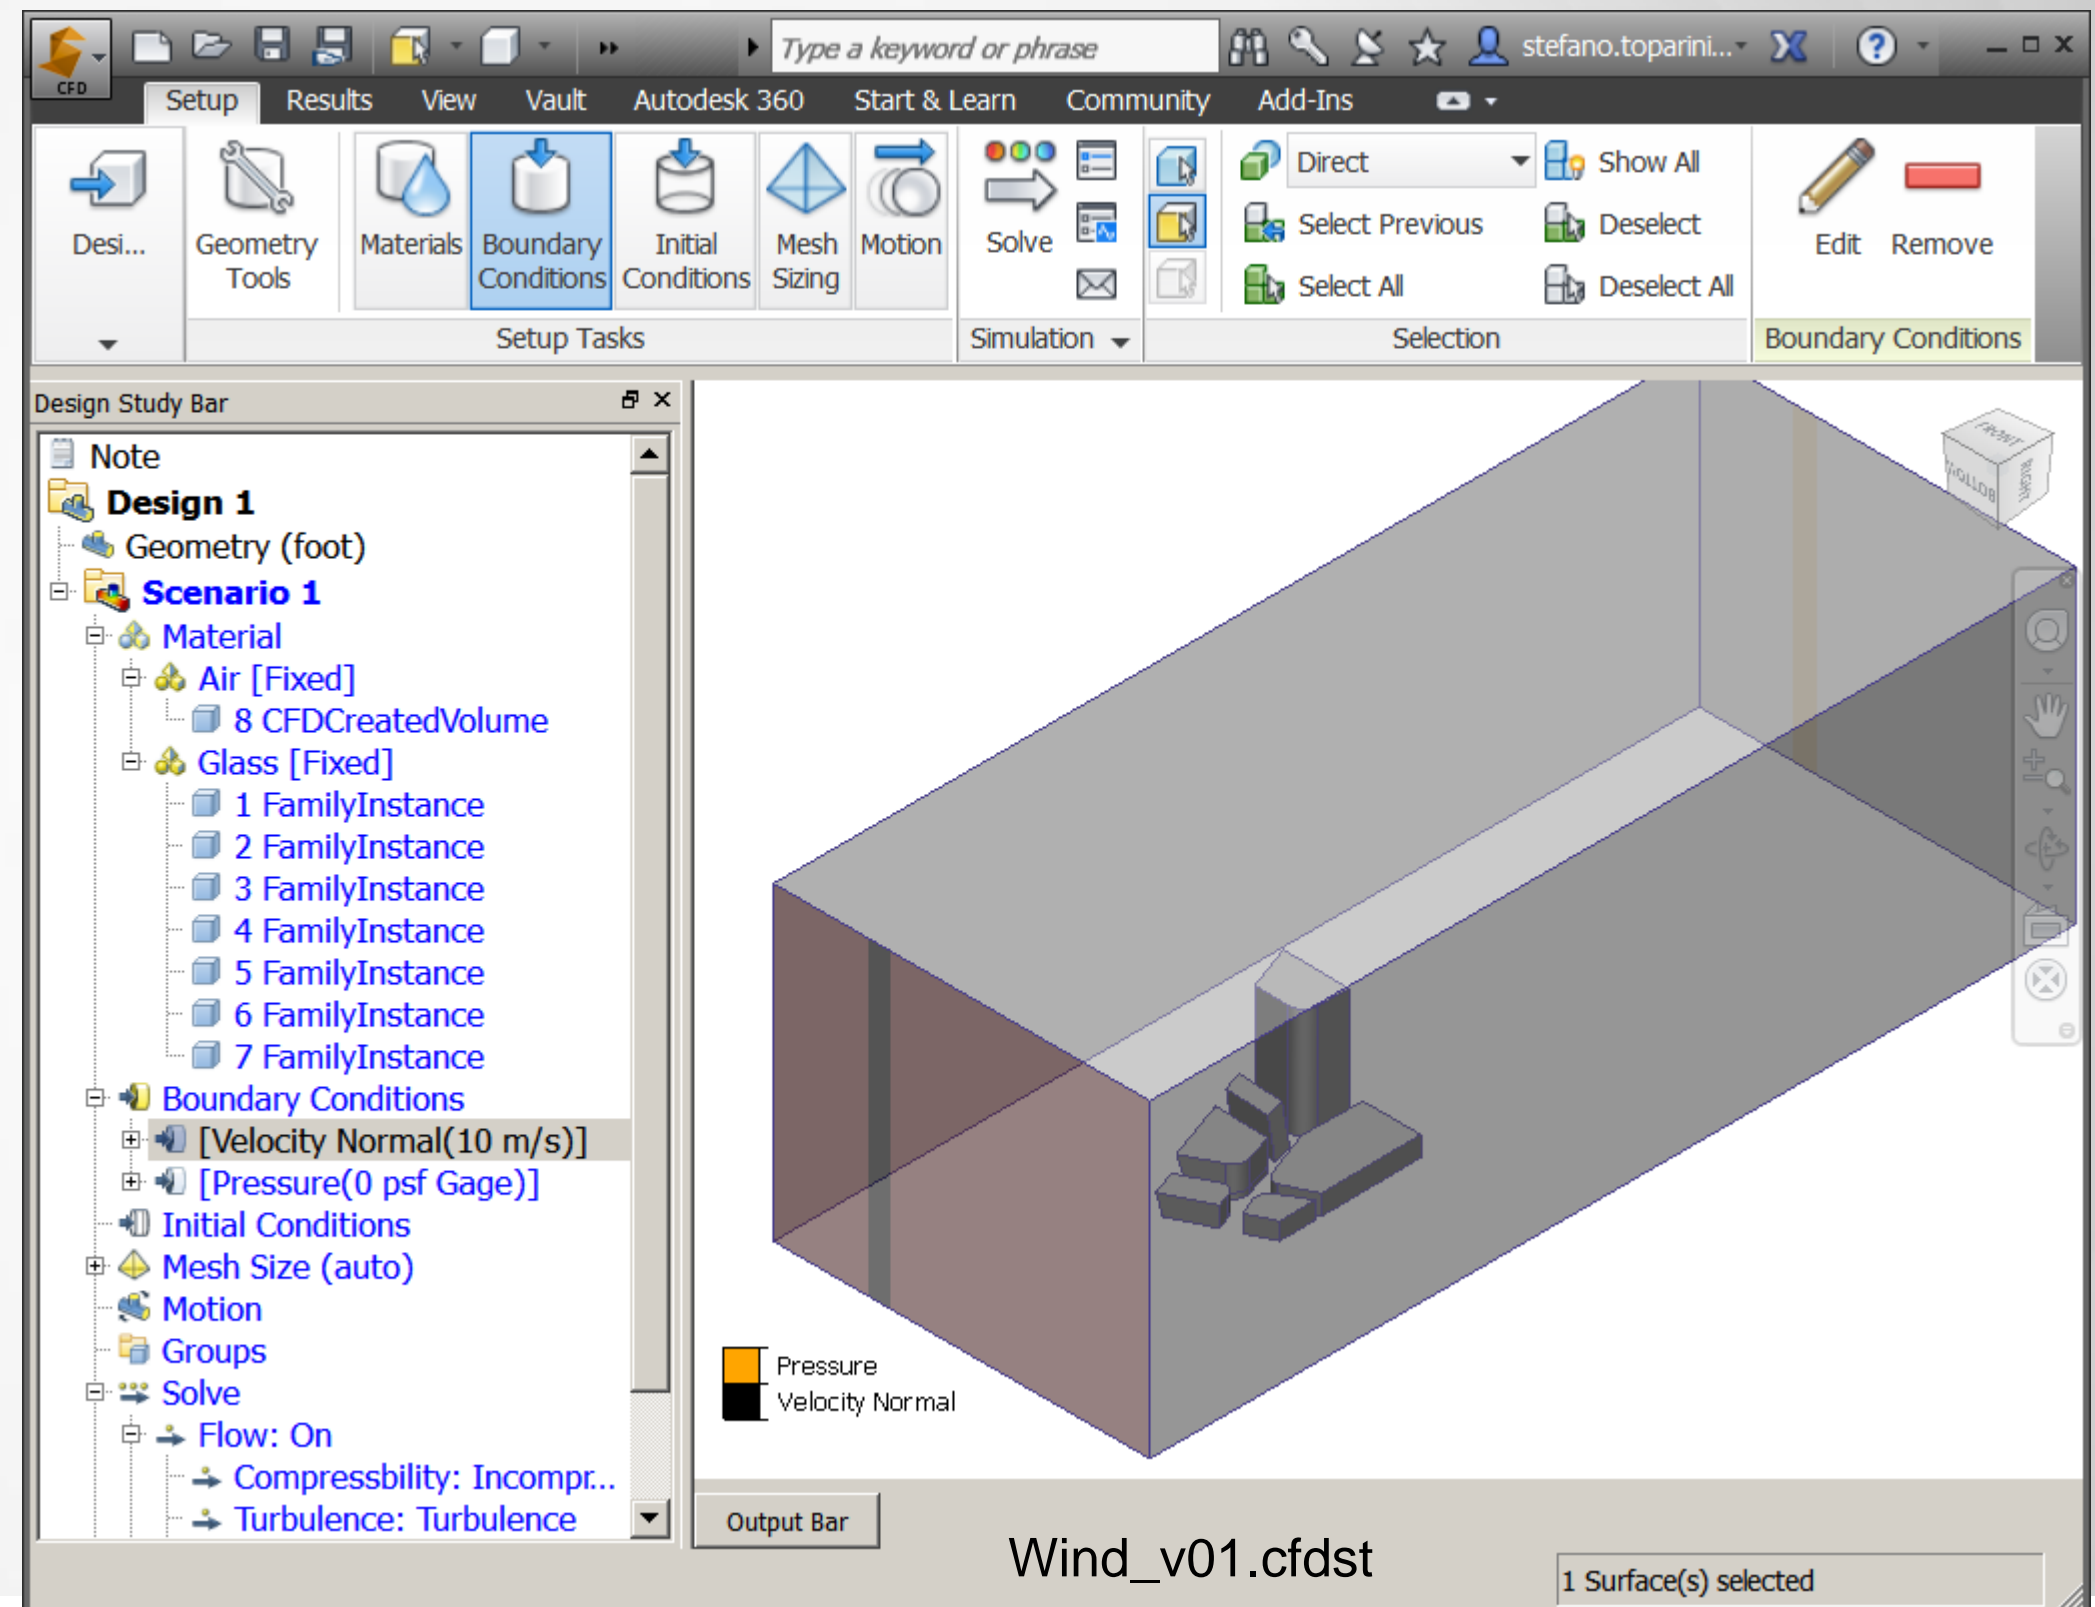 Type a keyword or phrase
stefano.toparini...
CFD
Setup Results View Vault Autodesk 360 Start & Learn Community Add-Ins
Desi...
Geometry Tools
Materials
Boundary Conditions
Initial Conditions
Mesh Sizing
Motion
Solve
Direct
Select Previous
Select All
Show All
Deselect
Deselect All
Edit
Remove
Setup Tasks
Simulation
Selection
Boundary Conditions
Design Study Bar
Note
Design 1
Geometry (foot)
Scenario 1
Material
Air [Fixed]
8 CFDCreatedVolume
Glass [Fixed]
1 FamilyInstance
2 FamilyInstance
3 FamilyInstance
4 FamilyInstance
5 FamilyInstance
6 FamilyInstance
7 FamilyInstance
Boundary Conditions
[Velocity Normal(10 m/s)]
[Pressure(0 psf Gage)]
Initial Conditions
Mesh Size (auto)
Motion
Groups
Solve
Flow: On
Compressbility: Incompr...
Turbulence: Turbulence
FRONT
BOTTOM
RIGHT
Pressure
Velocity Normal
Output Bar
Wind_v01.cfdst
1 Surface(s) selected